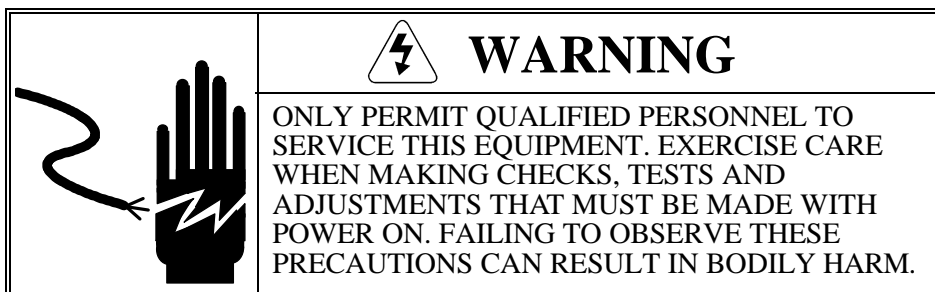 WARNING
ONLY PERMIT QUALIFIED PERSONNEL TO
SERVICE THIS EQUIPMENT. EXERCISE CARE
WHEN MAKING CHECKS, TESTS AND
ADJUSTMENTS THAT MUST BE MADE WITH
POWER ON. FAILING TO OBSERVE THESE
PRECAUTIONS CAN RESULT IN BODILY HARM.